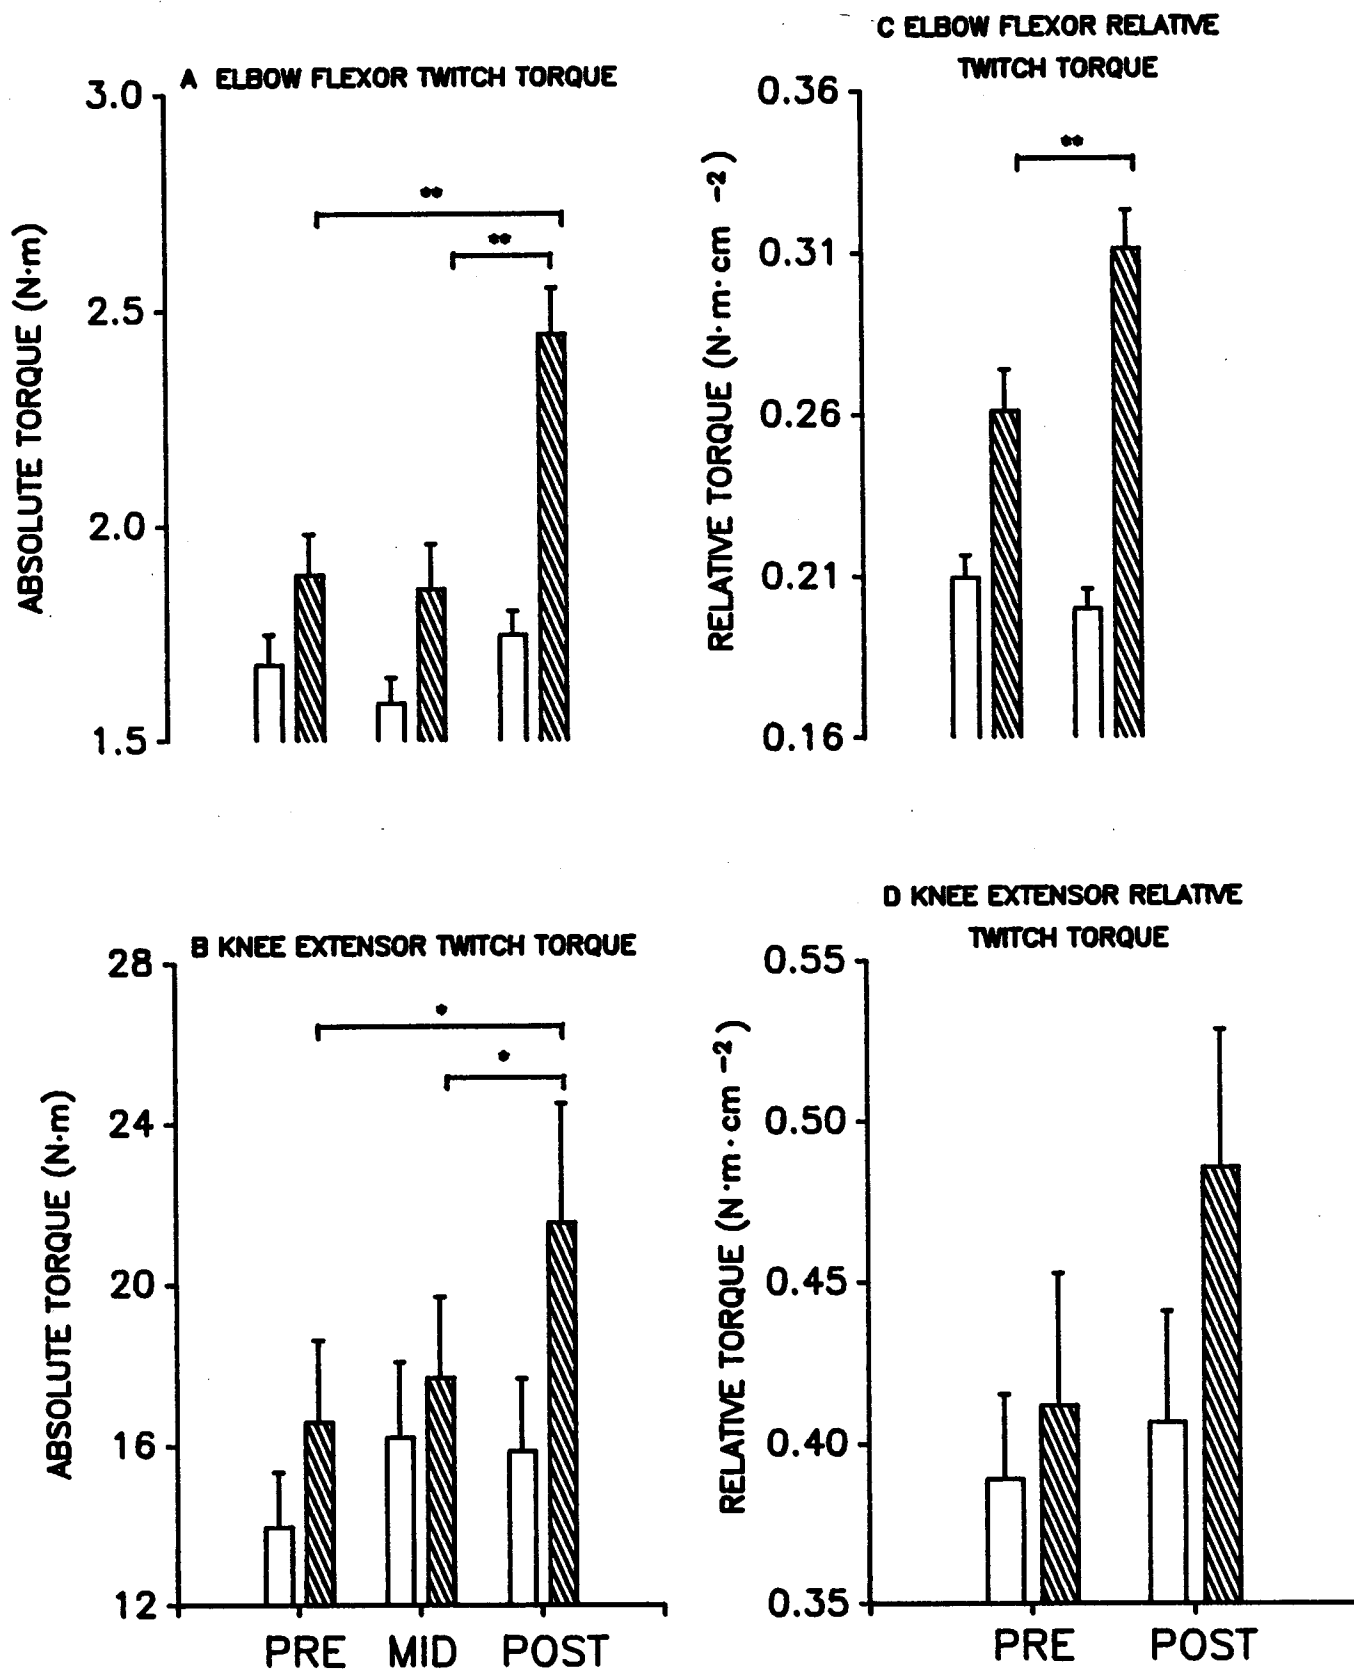 A ELBOW FLEXOR TWITCH TORQUE
ABSOLUTE TORQUE (N·m)
3.0
2.5
2.0
1.5
**
**
C ELBOW FLEXOR RELATIVE
TWITCH TORQUE
RELATIVE TORQUE (N·m·cm -2)
0.36
0.31
0.26
0.21
0.16
**
B KNEE EXTENSOR TWITCH TORQUE
ABSOLUTE TORQUE (N·m)
28
24
20
16
12
*
*
PRE MID POST
D KNEE EXTENSOR RELATIVE
TWITCH TORQUE
RELATIVE TORQUE (N·m·cm -2)
0.55
0.50
0.45
0.40
0.35
PRE POST